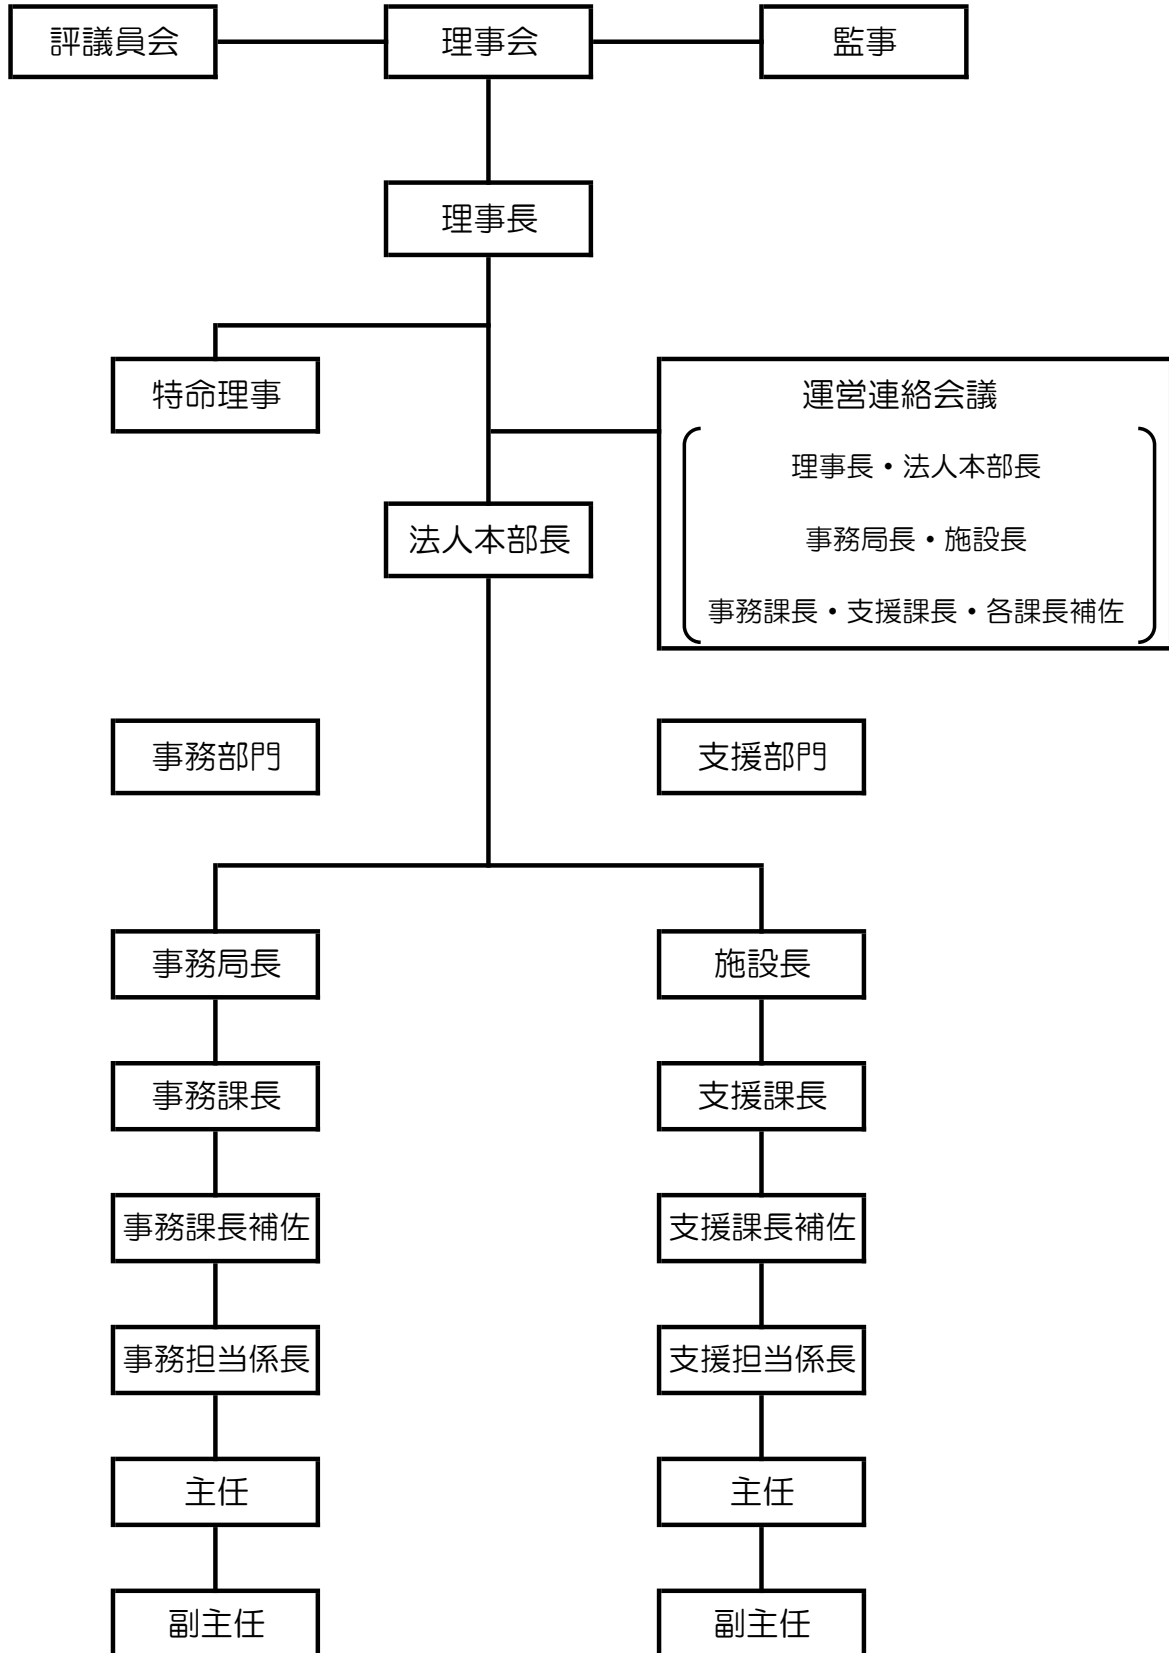 評議員会
理事会
監事
理事長
特命理事
運営連絡会議
理事長・法人本部長
事務局長・施設長
事務課長・支援課長・各課長補佐
法人本部長
事務部門
支援部門
事務局長
施設長
事務課長
支援課長
事務課長補佐
支援課長補佐
事務担当係長
支援担当係長
主任
主任
副主任
副主任